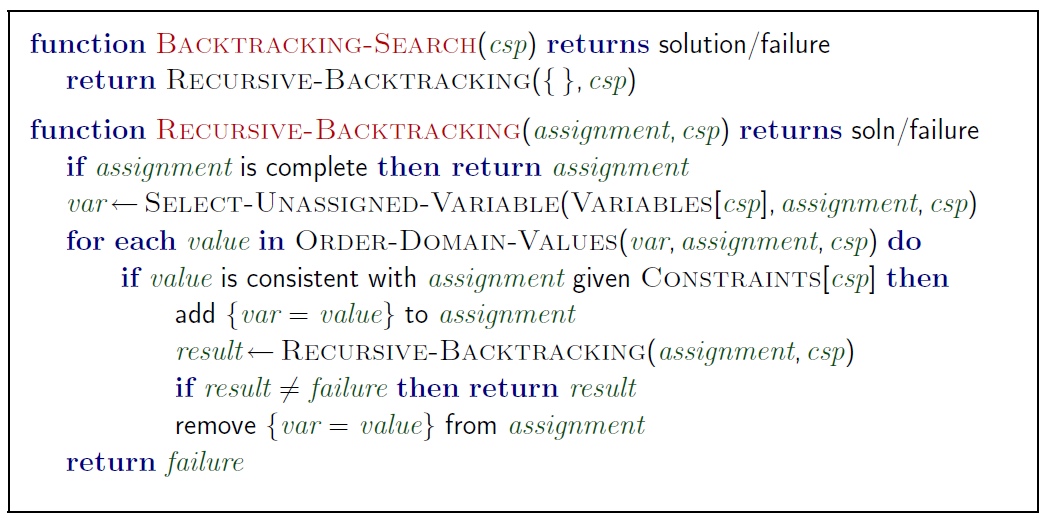 function BACKTRACKING-SEARCH(csp) returns solution/failure
return RECURSIVE-BACKTRACKING({ }, csp)
function RECURSIVE-BACKTRACKING(assignment, csp) returns soln/failure
if assignment is complete then return assignment
var ← SELECT-UNASSIGNED-VARIABLE(VARIABLES[csp], assignment, csp)
for each value in ORDER-DOMAIN-VALUES(var, assignment, csp) do
if value is consistent with assignment given CONSTRAINTS[csp] then
add {var = value} to assignment
result ← RECURSIVE-BACKTRACKING(assignment, csp)
if result ≠ failure then return result
remove {var = value} from assignment
return failure